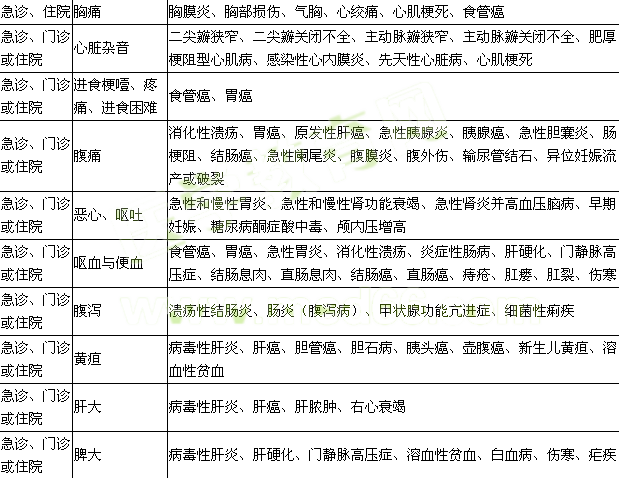 急诊、住院 胸痛 胸膜炎、胸部损伤、气胸、心绞痛、心肌梗死、食管癌
急诊、门诊或住院 心脏杂音 二尖瓣狭窄、二尖瓣关闭不全、主动脉瓣狭窄、主动脉瓣关闭不全、肥厚
梗阻型心肌病、感染性心内膜炎、先天性心脏病、心肌梗死
急诊、门诊或住院 进食梗噎、疼痛、进食困难 食管癌、胃癌
急诊、门诊或住院 腹痛 消化性溃疡、胃癌、原发性肝癌、急性胰腺炎、胰腺癌、急性胆囊炎、肠
梗阻、结肠癌、急性阑尾炎、腹膜炎、腹外伤、输尿管结石、异位妊娠流
产或破裂
急诊、门诊或住院 恶心、呕吐 急性和慢性胃炎、急性和慢性肾功能衰竭、急性肾炎并高血压脑病、早期
妊娠、糖尿病酮症酸中毒、颅内压增高
急诊、门诊或住院 呕血与便血 食管癌、胃癌、急性胃炎、消化性溃疡、炎症性肠病、肝硬化、门静脉高
压症、结肠息肉、直肠息肉、结肠癌、直肠癌、痔疮、肛瘘、肛裂、伤寒
急诊、门诊或住院 腹泻 溃疡性结肠炎、肠炎（腹泻病）、甲状腺功能亢进症、细菌性痢疾
急诊、门诊或住院 黄疸 病毒性肝炎、肝癌、胆管癌、胆石病、胰头癌、壶腹癌、新生儿黄疸、溶
血性贫血
急诊、门诊或住院 肝大 病毒性肝炎、肝癌、肝脓肿、右心衰竭
急诊、门诊或住院 脾大 病毒性肝炎、肝硬化、门静脉高压症、溶血性贫血、白血病、伤寒、疟疾